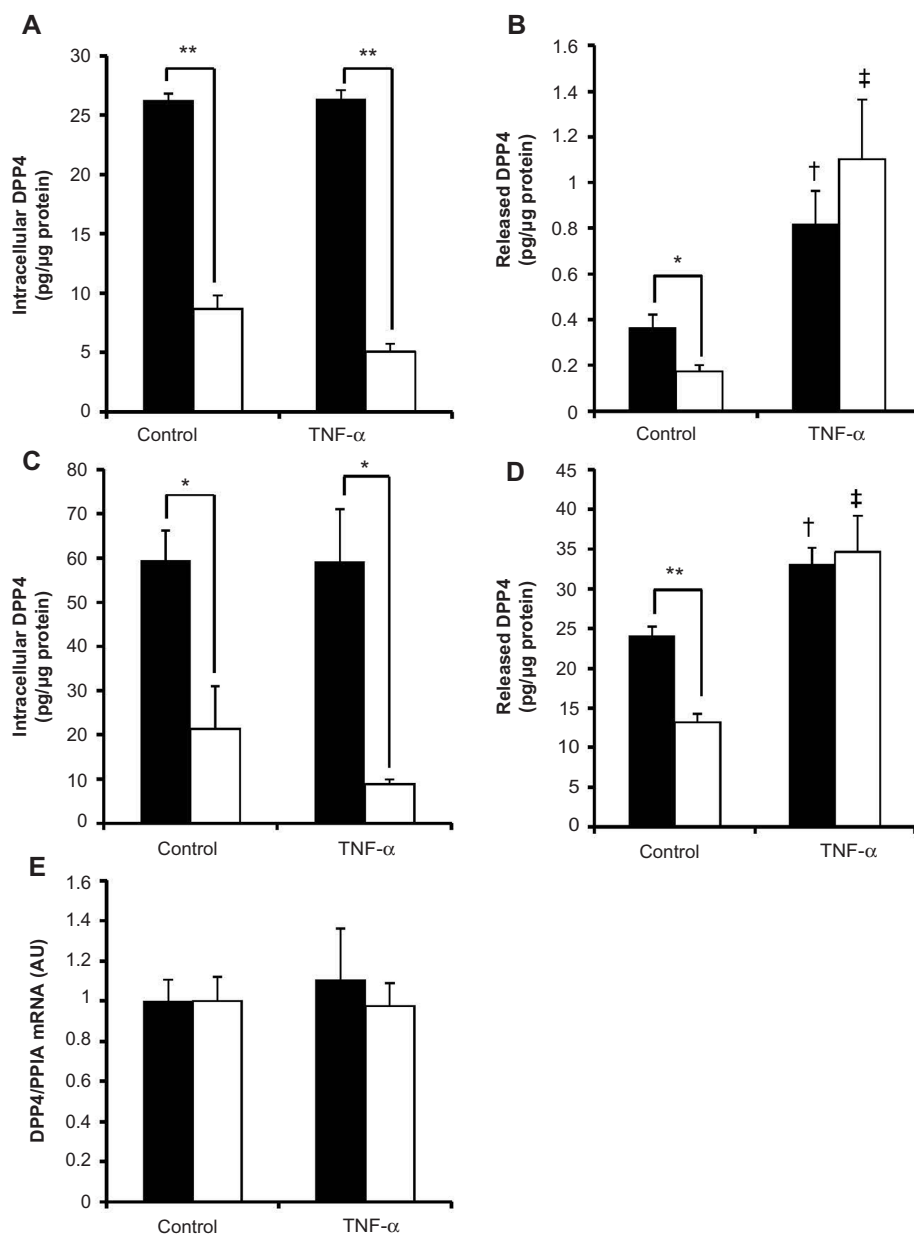 A
Intracellular DPP4
(pg/µg protein)
30
25
20
15
10
5
0
**
**
Control
TNF-α
B
Released DPP4
(pg/µg protein)
1.6
1.4
1.2
1
0.8
0.6
0.4
0.2
0
*
†
‡
Control
TNF-α
C
Intracellular DPP4
(pg/µg protein)
80
70
60
50
40
30
20
10
0
*
*
Control
TNF-α
D
Released DPP4
(pg/µg protein)
45
40
35
30
25
20
15
10
5
0
**
†
‡
Control
TNF-α
E
DPP4/PPIA mRNA (AU)
1.6
1.4
1.2
1
0.8
0.6
0.4
0.2
0
Control
TNF-α